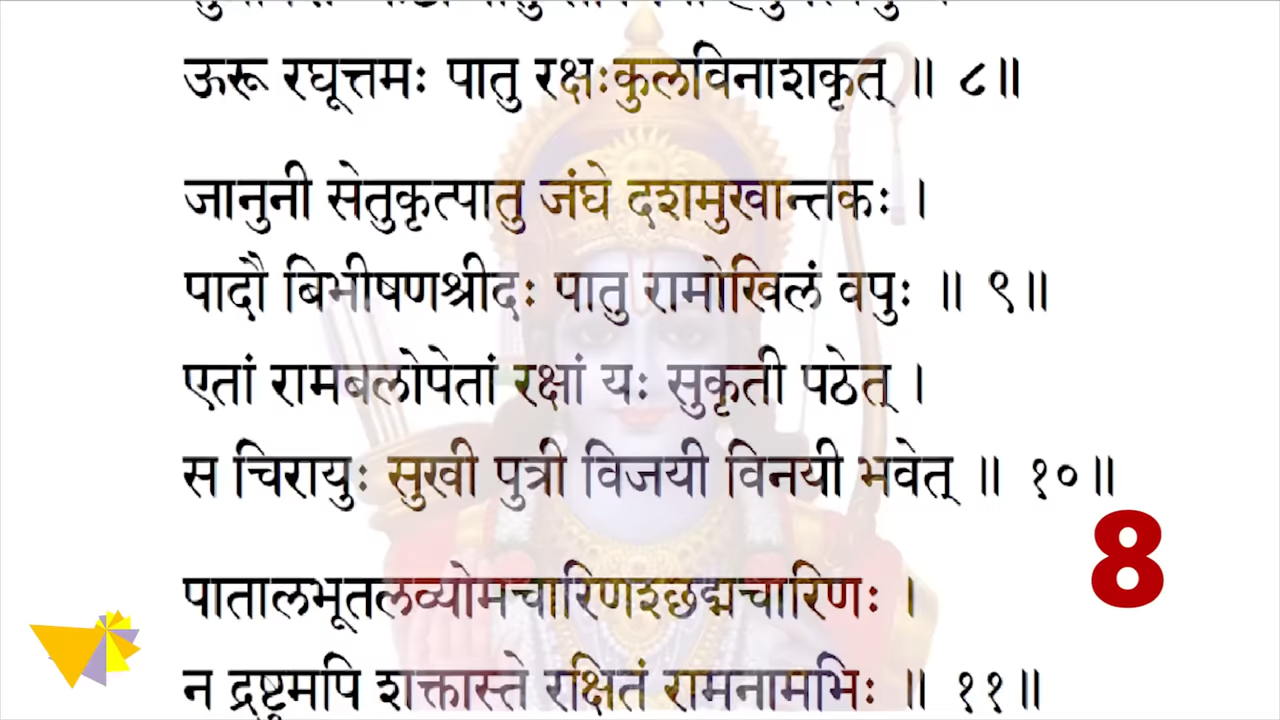 ऊरू रघूत्तमः पातु रक्षःकुलविनाशकृत् ॥ ८॥
जानुनी सेतुकृत्पातु जंघे दशमुखान्तकः ।
पादौ बिभीषणश्रीदः पातु रामोखिलं वपुः ॥ ९॥
एतां रामबलोपेतां रक्षां यः सुकृती पठेत् ।
स चिरायुः सुखी पुत्री विजयी विनयी भवेत् ॥ १०॥
8
पातालभूतलव्योमचारिणश्छद्मचारिणः ।
न द्रष्टुमपि शक्तास्ते रक्षितं रामनामभिः ॥ ११॥